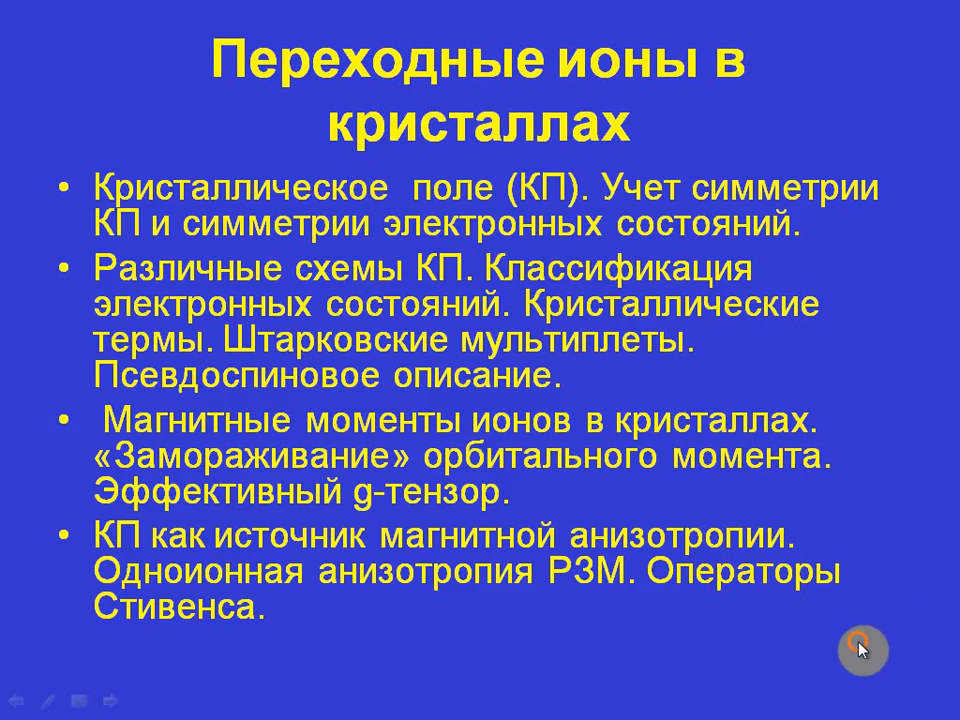 Переходные ионы в
кристаллах
• Кристаллическое поле (КП). Учет симметрии
КП и симметрии электронных состояний.
• Различные схемы КП. Классификация
электронных состояний. Кристаллические
термы. Штарковские мультиплеты.
Псевдоспиновое описание.
• Магнитные моменты ионов в кристаллах.
«Замораживание» орбитального момента.
Эффективный g-тензор.
• КП как источник магнитной анизотропии.
Одноионная анизотропия РЗМ. Операторы
Стивенса.